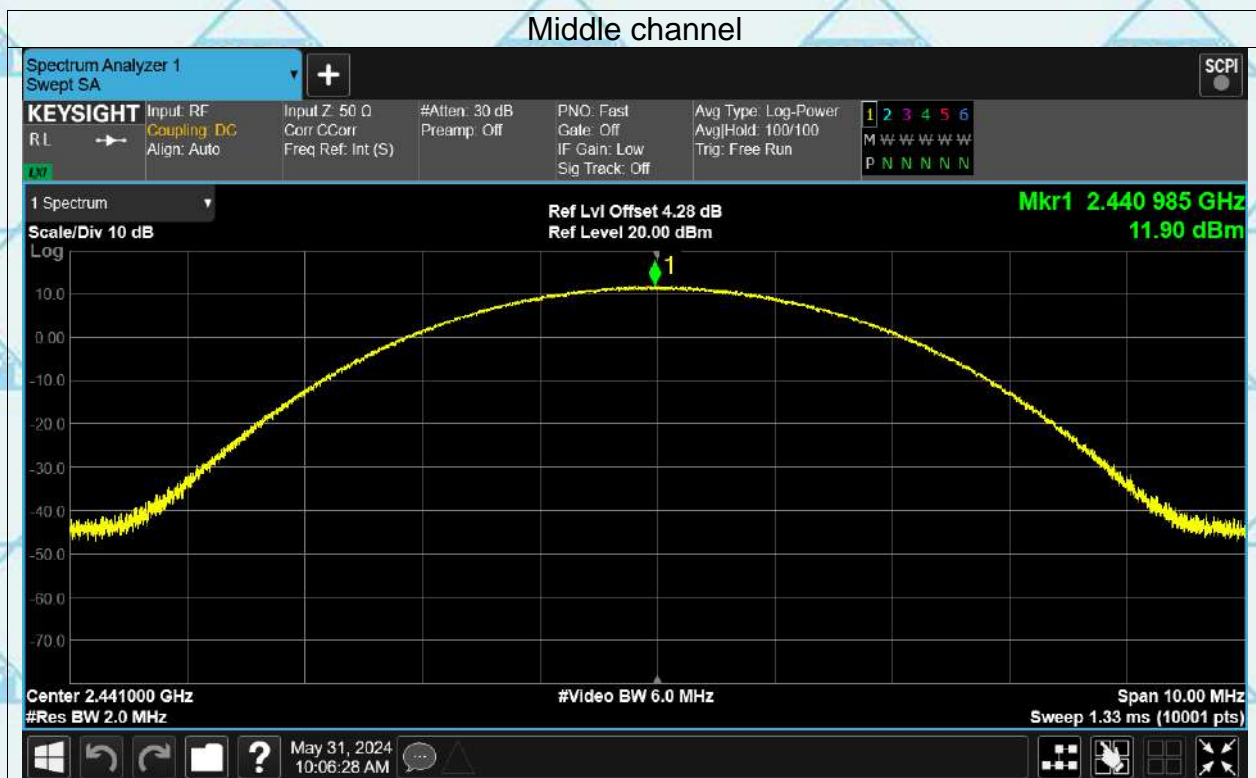 Middle channel
Spectrum Analyzer 1
Swept SA
+
SCPI
KEYSIGHT
RL
LXI
Input: RF
Coupling: DC
Align: Auto
Input Z: 50 Ω
Corr CCorr
Freq Ref: Int (S)
#Atten: 30 dB
Preamp: Off
PNO: Fast
Gate: Off
IF Gain: Low
Sig Track: Off
Avg Type: Log-Power
Avg|Hold: 100/100
Trig: Free Run
1 2 3 4 5 6
M W W W W W
P N N N N N
1 Spectrum
Scale/Div 10 dB
Log
Ref Lvl Offset 4.28 dB
Ref Level 20.00 dBm
Mkr1 2.440 985 GHz
11.90 dBm
1
10.0
0.00
-10.0
-20.0
-30.0
-40.0
-50.0
-60.0
-70.0
Center 2.441000 GHz
#Res BW 2.0 MHz
#Video BW 6.0 MHz
Span 10.00 MHz
Sweep 1.33 ms (10001 pts)
?
May 31, 2024
10:06:28 AM